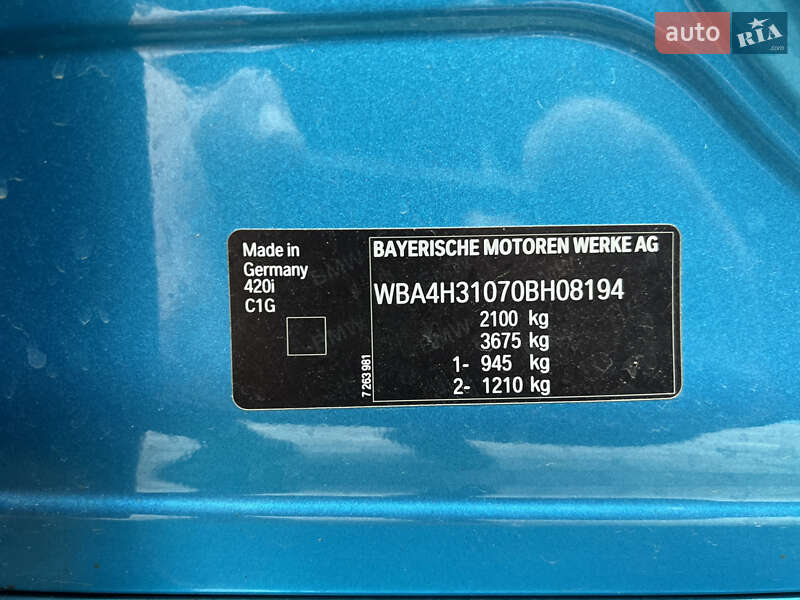 auto RIA.com
Made in
Germany
420i
C1G
7 263 981
BAYERISCHE MOTOREN WERKE AG
WBA4H31070BH08194
2100 kg
3675 kg
1- 945 kg
2- 1210 kg